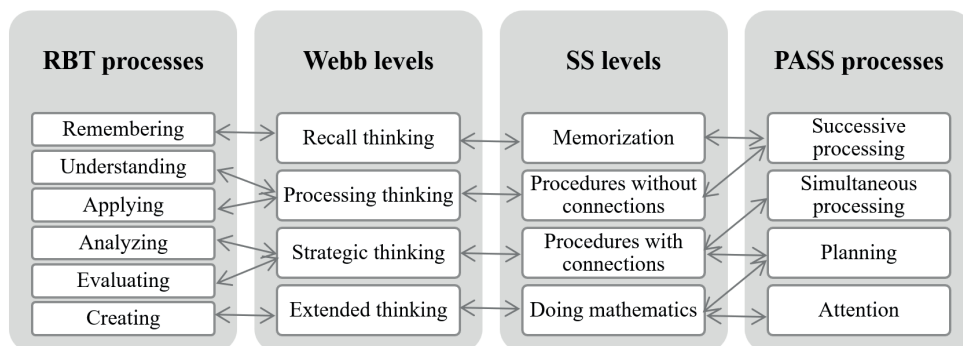 RBT processes
Remembering
Understanding
Applying
Analyzing
Evaluating
Creating
Webb levels
Recall thinking
Processing thinking
Strategic thinking
Extended thinking
SS levels
Memorization
Procedures without
connections
Procedures with
connections
Doing mathematics
PASS processes
Successive
processing
Simultaneous
processing
Planning
Attention